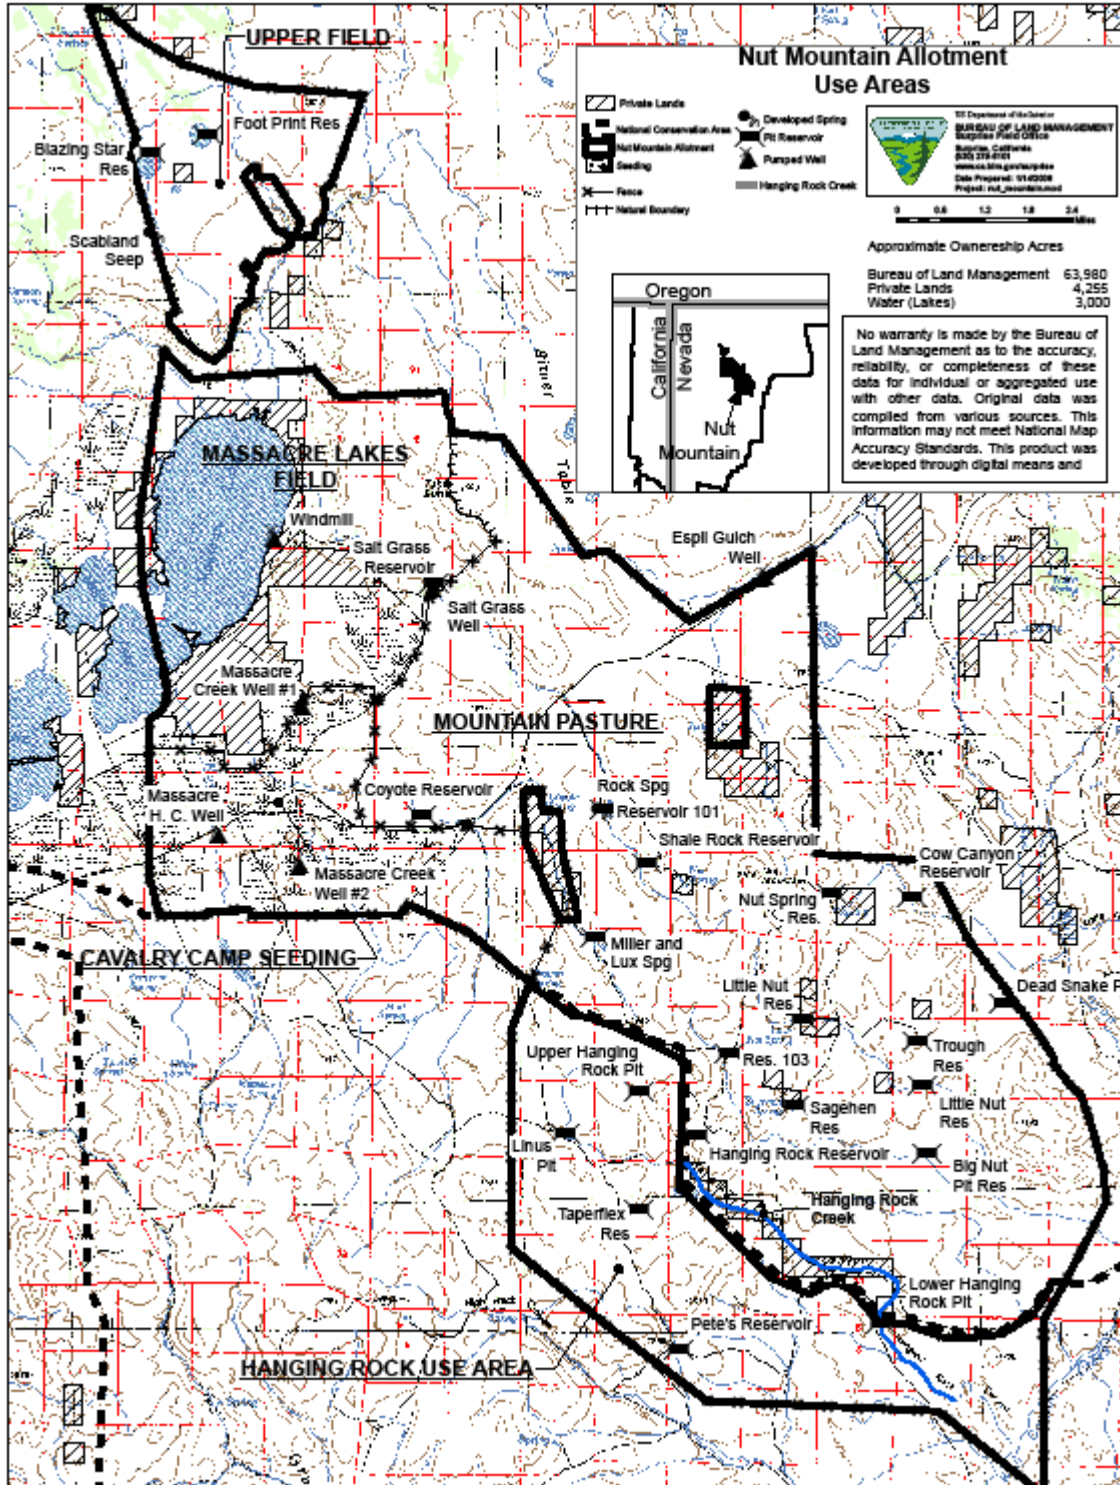 UPPER FIELD
Foot Print Res
Blazing Star
Res
Scabland
Seep
Nut Mountain Allotment
Use Areas
Private Lands
National Conservation Area
Nut Mountain Allotment
Seeding
Fence
Natural Boundary
Developed Spring
Pit Reservoir
Pumped Well
Hanging Rock Creek
BUREAU OF LAND MANAGEMENT
Surprise Field Office
Miles
Approximate Ownereship Acres
Bureau of Land Management 63,980
Private Lands 4,255
Water (Lakes) 3,000
Oregon
California
Nevada
Nut
Mountain
No warranty is made by the Bureau of
Land Management as to the accuracy,
reliability, or completeness of these
data for individual or aggregated use
with other data. Original data was
compiled from various sources. This
information may not meet National Map
Accuracy Standards. This product was
developed through digital means and
MASSACRE LAKES
FIELD
Windmill
Salt Grass
Reservoir
Salt Grass
Well
Espil Gulch
Well
Massacre
Creek Well #1
MOUNTAIN PASTURE
Massacre
H. C. Well
Coyote Reservoir
Rock Spg
Reservoir 101
Shale Rock Reservoir
Massacre Creek
Well #2
Cow Canyon
Reservoir
Nut Spring
Res.
CAVALRY CAMP SEEDING
Miller and
Lux Spg
Little Nut
Res
Dead Snake P
Upper Hanging
Rock Pit
Res. 103
Trough
Res
Sagehen
Res
Little Nut
Res
Linus
Pit
Hanging Rock Reservoir
Big Nut
Pit Res
Taperflex
Res
Hanging Rock
Creek
Lower Hanging
Rock Pit
Pete's Reservoir
HANGING ROCK USE AREA